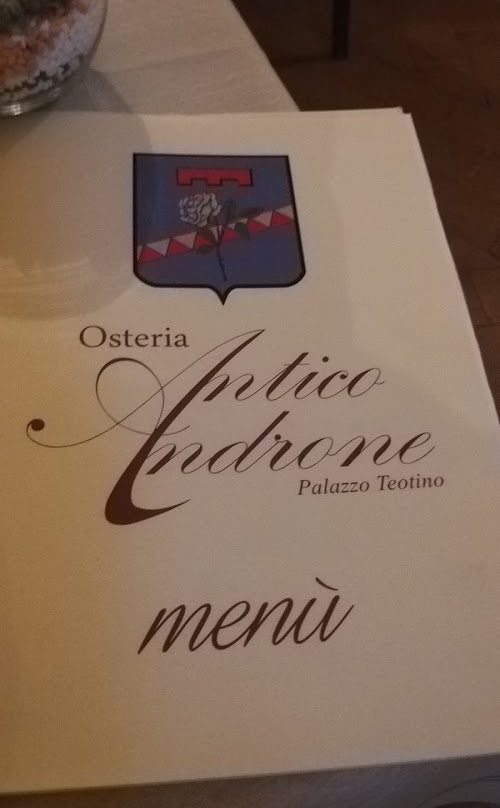 Osteria
Antico
Androne
Palazzo Teotino
menù